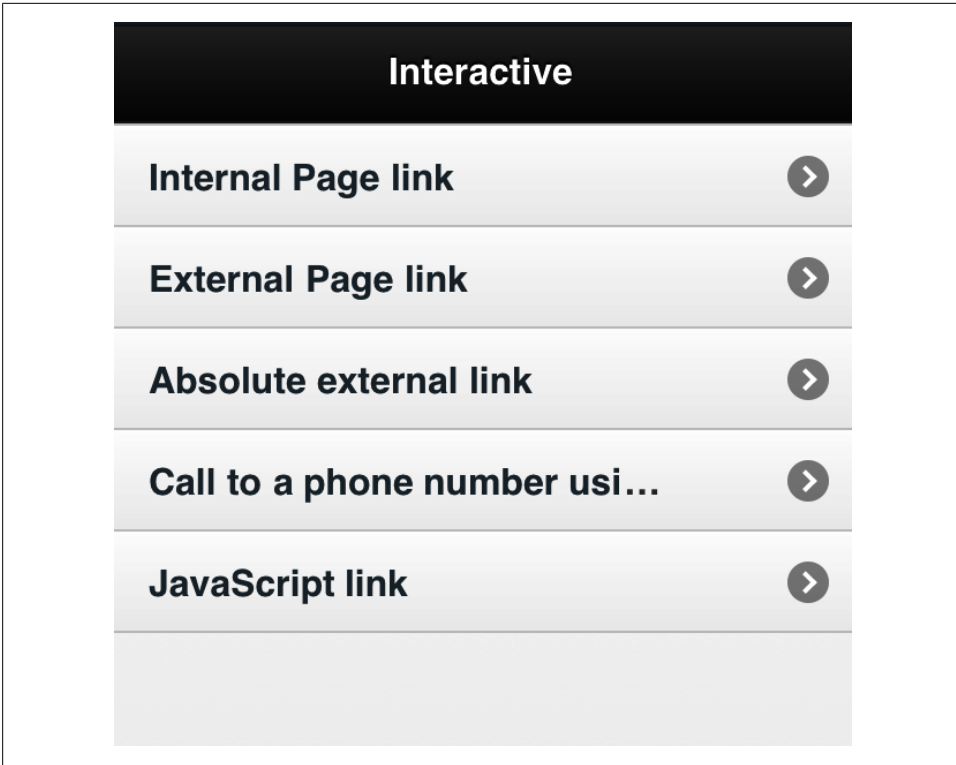 Interactive
Internal Page link
External Page link
Absolute external link
Call to a phone number usi...
JavaScript link